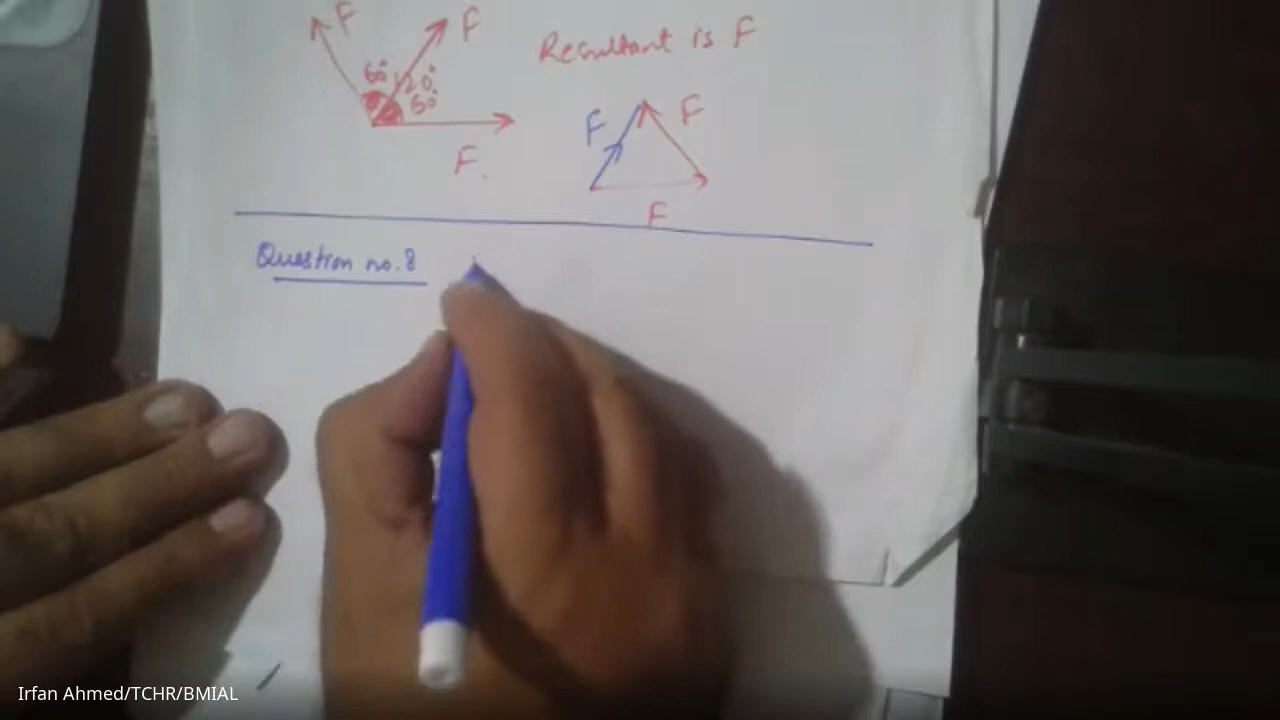 F
F
Resultant is F
60°
120°
60°
F
F
F.
F
Question no. 8
Irfan Ahmed/TCHR/BMIAL